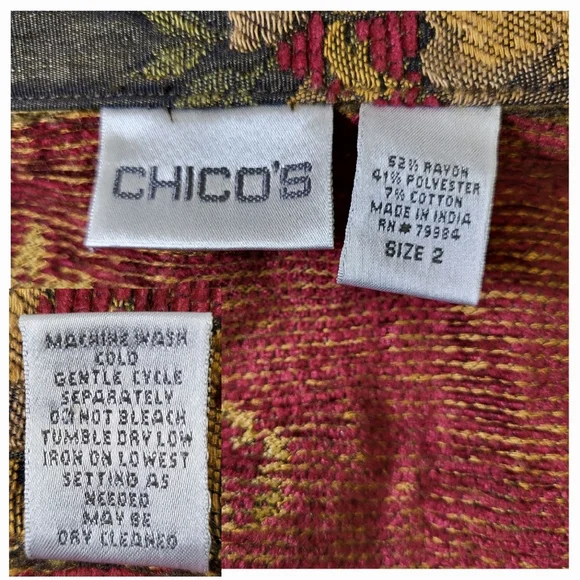 CHICO'S
52% RAYON
41% POLYESTER
7% COTTON
MADE IN INDIA
RN# 79984
SIZE 2
MACHINE WASH
COLD
GENTLE CYCLE
SEPARATELY
DO NOT BLEACH
TUMBLE DRY LOW
IRON ON LOWEST
SETTING AS
NEEDED
MAY BE
DRY CLEANED